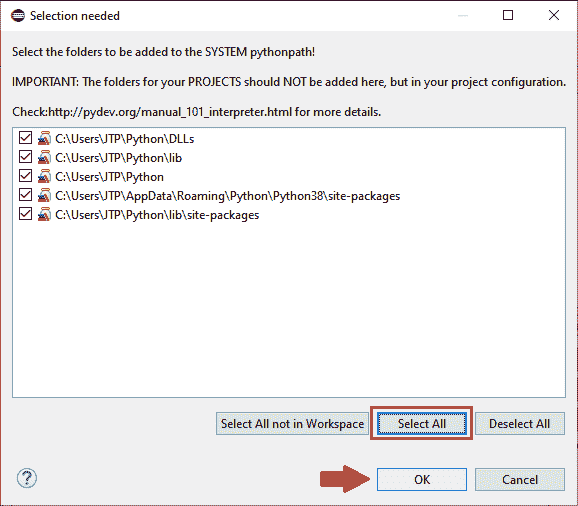 Selection needed
Select the folders to be added to the SYSTEM pythonpath!
IMPORTANT: The folders for your PROJECTS should NOT be added here, but in your project configuration.
Check:http://pydev.org/manual_101_interpreter.html for more details.
C:\Users\JTP\Python\DLLs
C:\Users\JTP\Python\lib
C:\Users\JTP\Python
C:\Users\JTP\AppData\Roaming\Python\Python38\site-packages
C:\Users\JTP\Python\lib\site-packages
Select All not in Workspace Select All Deselect All
? OK Cancel